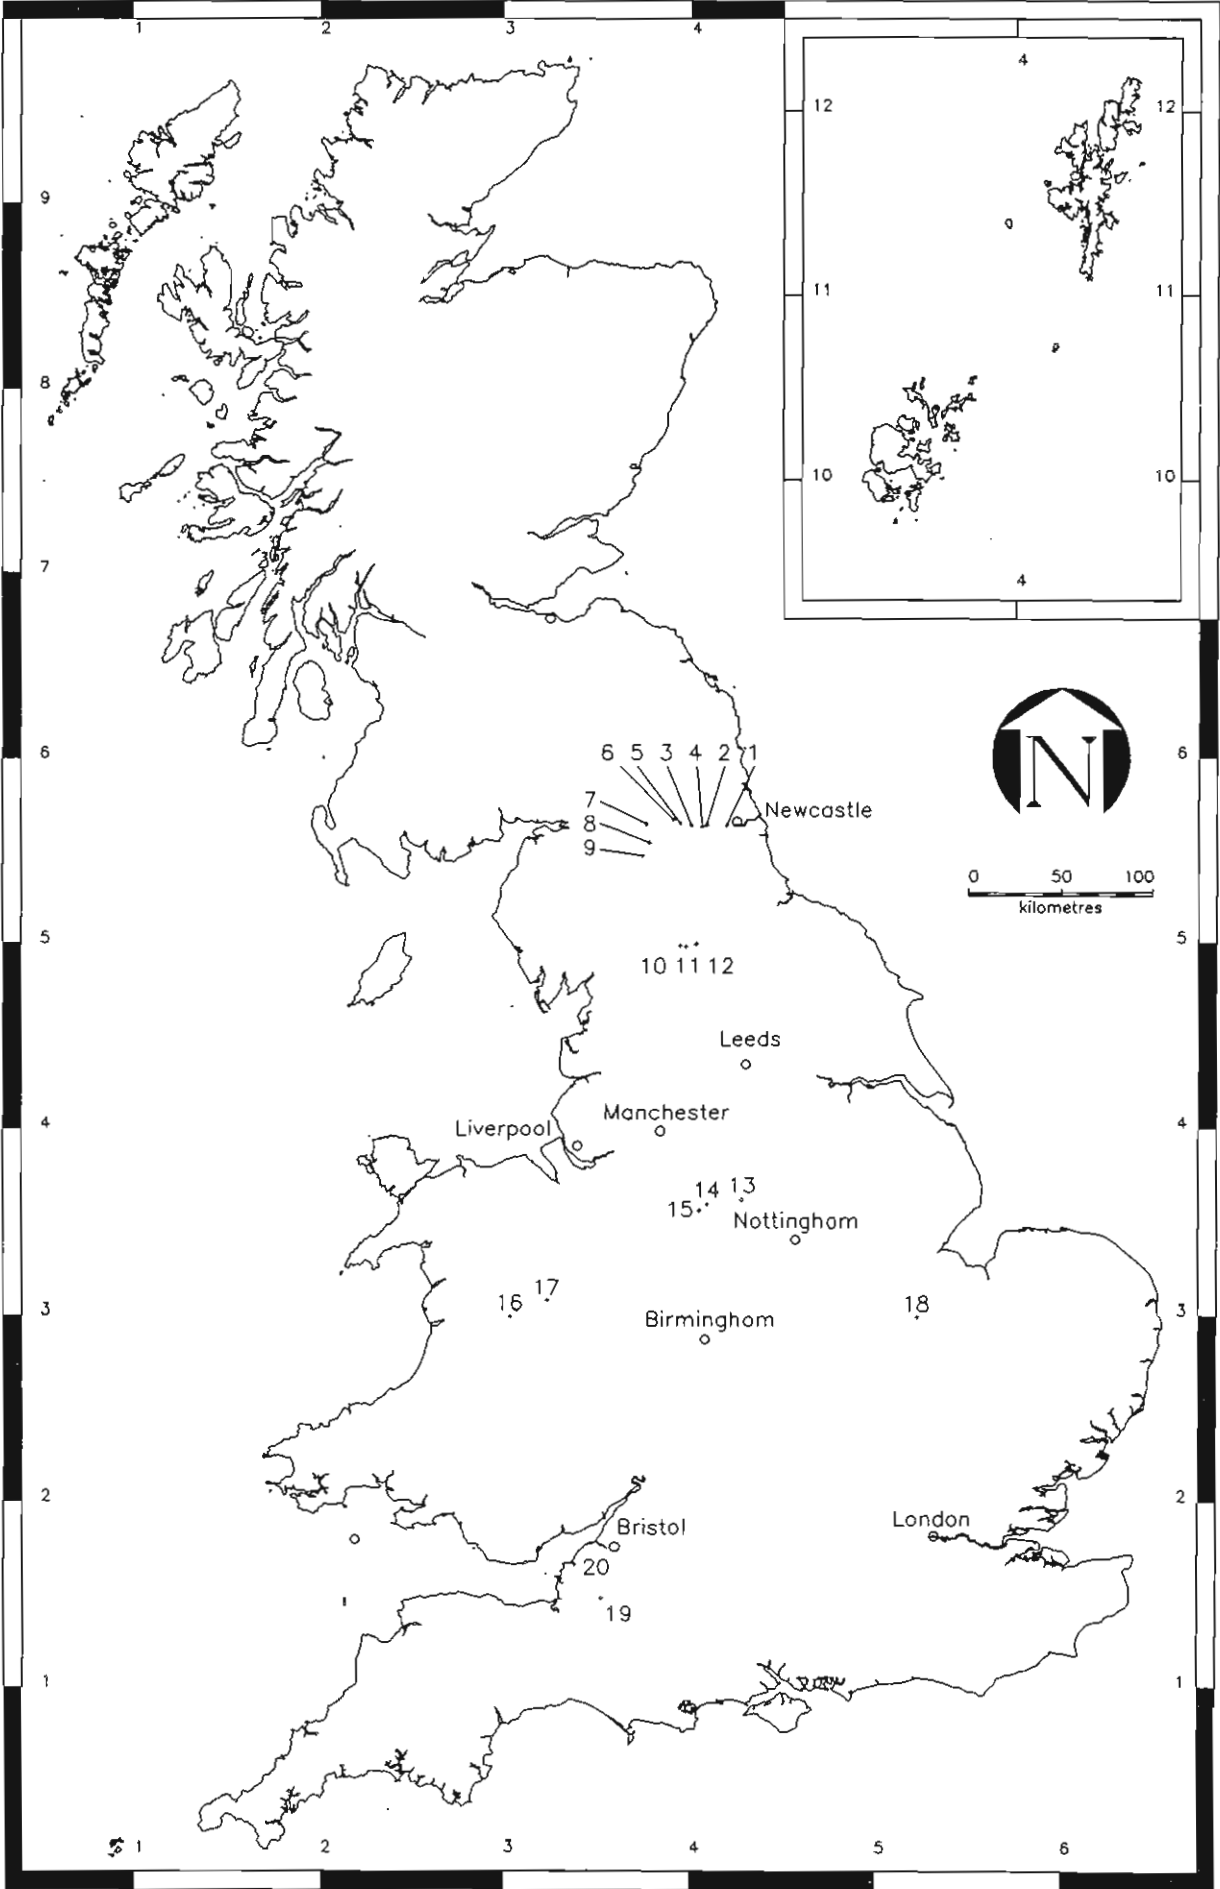 1 2 3 4
4
12 12
9
11 11
8
10 10
7
4
6 6 5 3 4 2 1 6
7 Newcastle
8
9
N
0 50 100
kilometres
5 5
10 11 12
Leeds
4 Liverpool Manchester 4
15 14 13
Nottingham
3 16 17 18 3
Birmingham
2 2
Bristol London
20
19
1 1
1 2 3 4 5 6